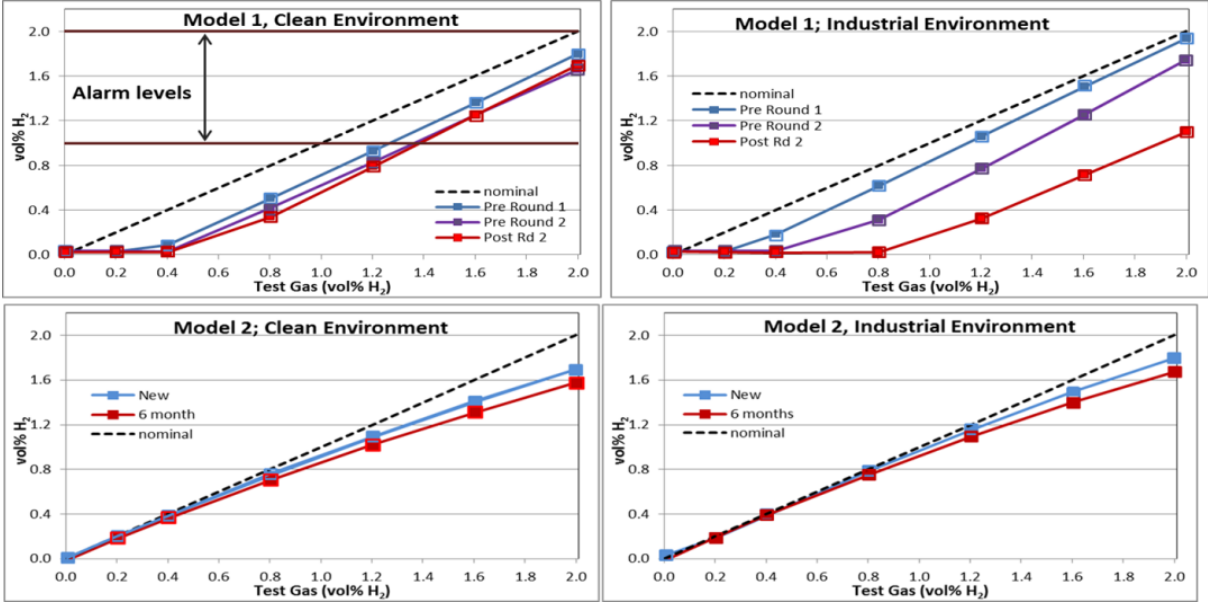 Model 1, Clean Environment
2.0
1.6
1.2
0.8
0.4
0.0
vol% H2
Alarm levels
nominal
Pre Round 1
Pre Round 2
Post Rd 2
0.0 0.2 0.4 0.6 0.8 1.0 1.2 1.4 1.6 1.8 2.0
Test Gas (vol% H2)
Model 1; Industrial Environment
2.0
1.6
1.2
0.8
0.4
0.0
vol% H2
nominal
Pre Round 1
Pre Round 2
Post Rd 2
0.0 0.2 0.4 0.6 0.8 1.0 1.2 1.4 1.6 1.8 2.0
Test Gas (vol% H2)
Model 2; Clean Environment
2.0
1.6
1.2
0.8
0.4
0.0
vol% H2
New
6 month
nominal
0.0 0.2 0.4 0.6 0.8 1.0 1.2 1.4 1.6 1.8 2.0
Test Gas (vol% H2)
Model 2, Industrial Environment
2.0
1.6
1.2
0.8
0.4
0.0
vol% H2
New
6 months
nominal
0.0 0.2 0.4 0.6 0.8 1.0 1.2 1.4 1.6 1.8 2.0
Test Gas (vol% H2)